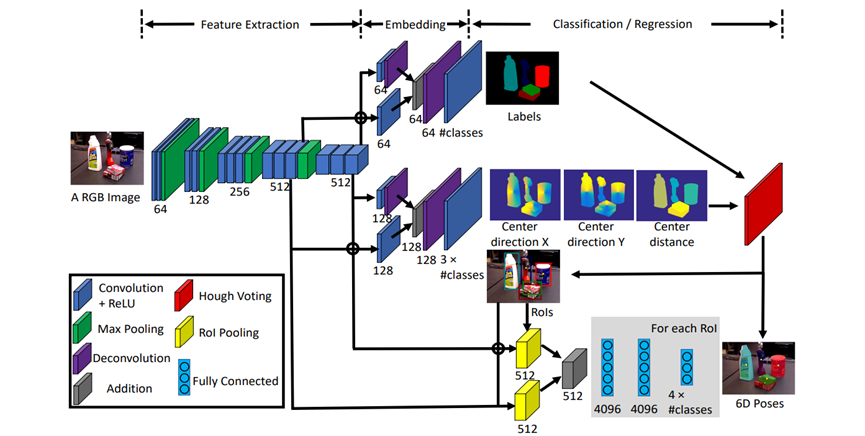 Feature Extraction
Embedding
Classification / Regression
A RGB Image
64
128
256
512
512
64
64
64
64
#classes
Labels
128
128
128
128
3 ×
#classes
Center
direction X
Center
direction Y
Center
distance
RoIs
For each RoI
512
512
512
4096
4096
4 ×
#classes
6D Poses
Convolution
+ ReLU
Max Pooling
Deconvolution
Addition
Hough Voting
RoI Pooling
Fully Connected